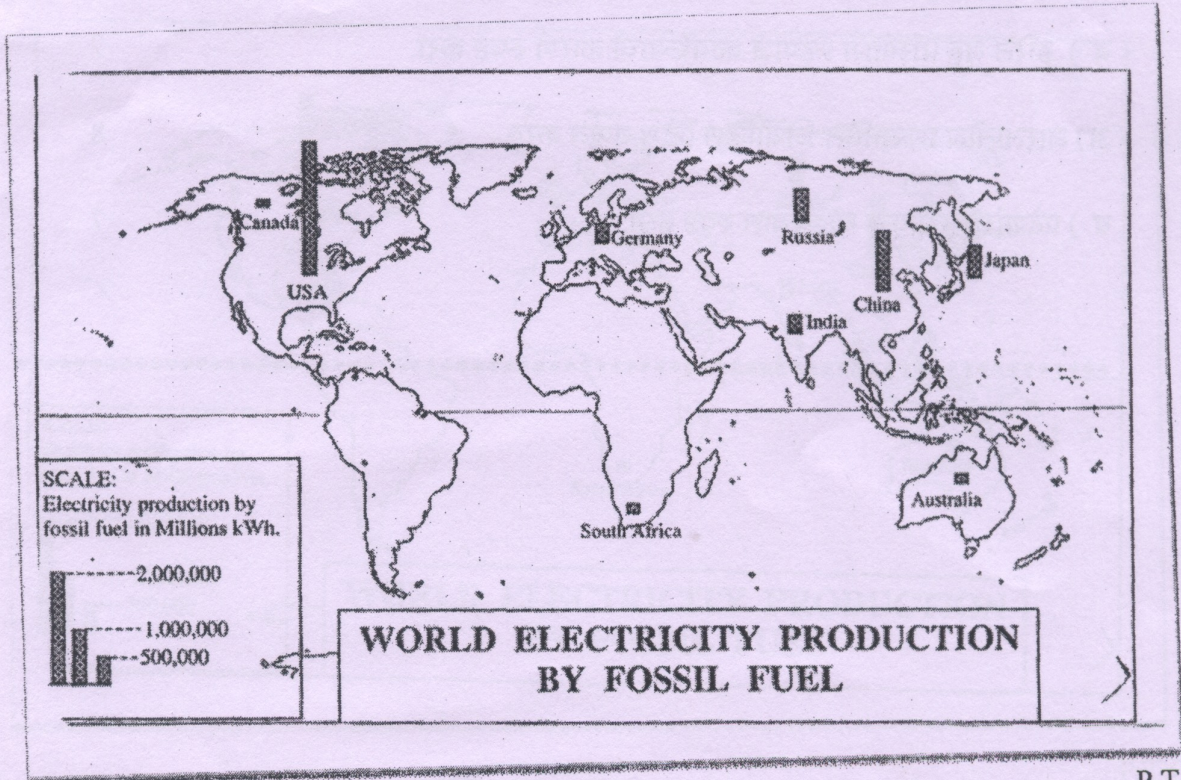 Canada
USA
Germany
Russia
Japan
China
India
South Africa
Australia
SCALE:
Electricity production by
fossil fuel in Millions kWh.
2,000,000
1,000,000
500,000
WORLD ELECTRICITY PRODUCTION
BY FOSSIL FUEL